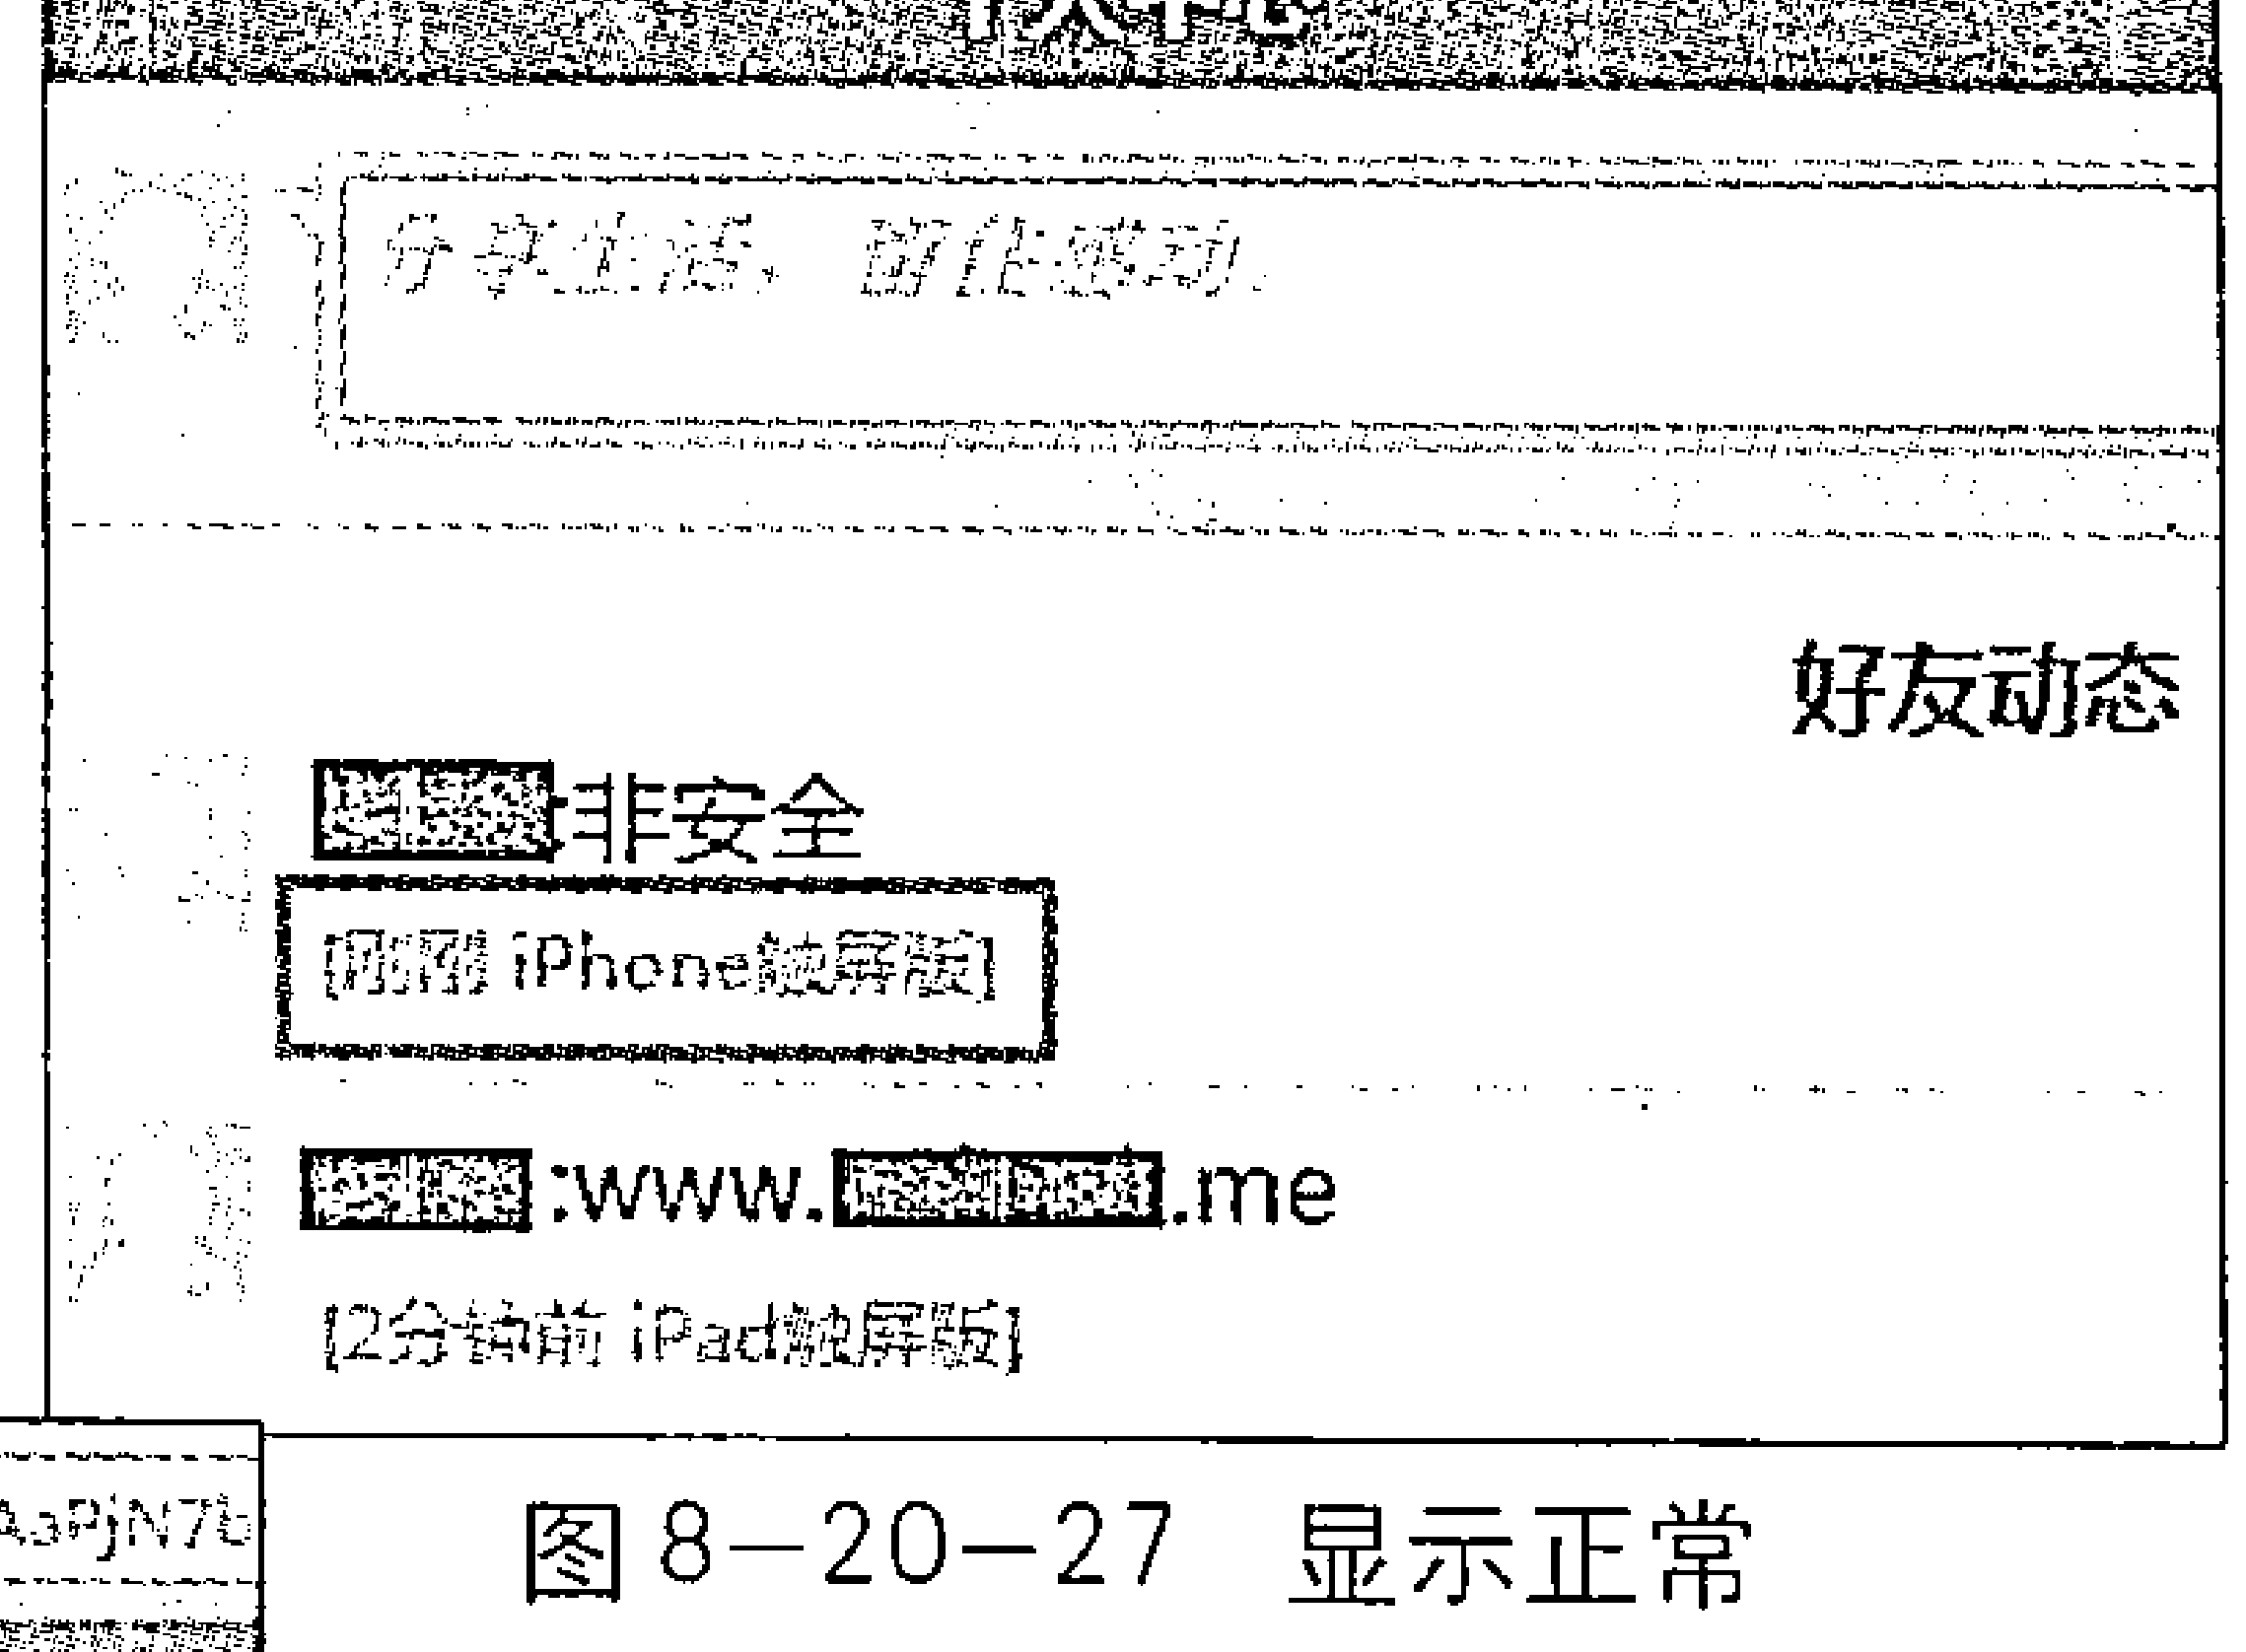 分享生活，留住感动.
好友动态
:非安全
[刚刚 iPhone触屏版]
:www. .me
[2分钟前 iPad触屏版]
AaPjN7b
图8-20-27 显示正常